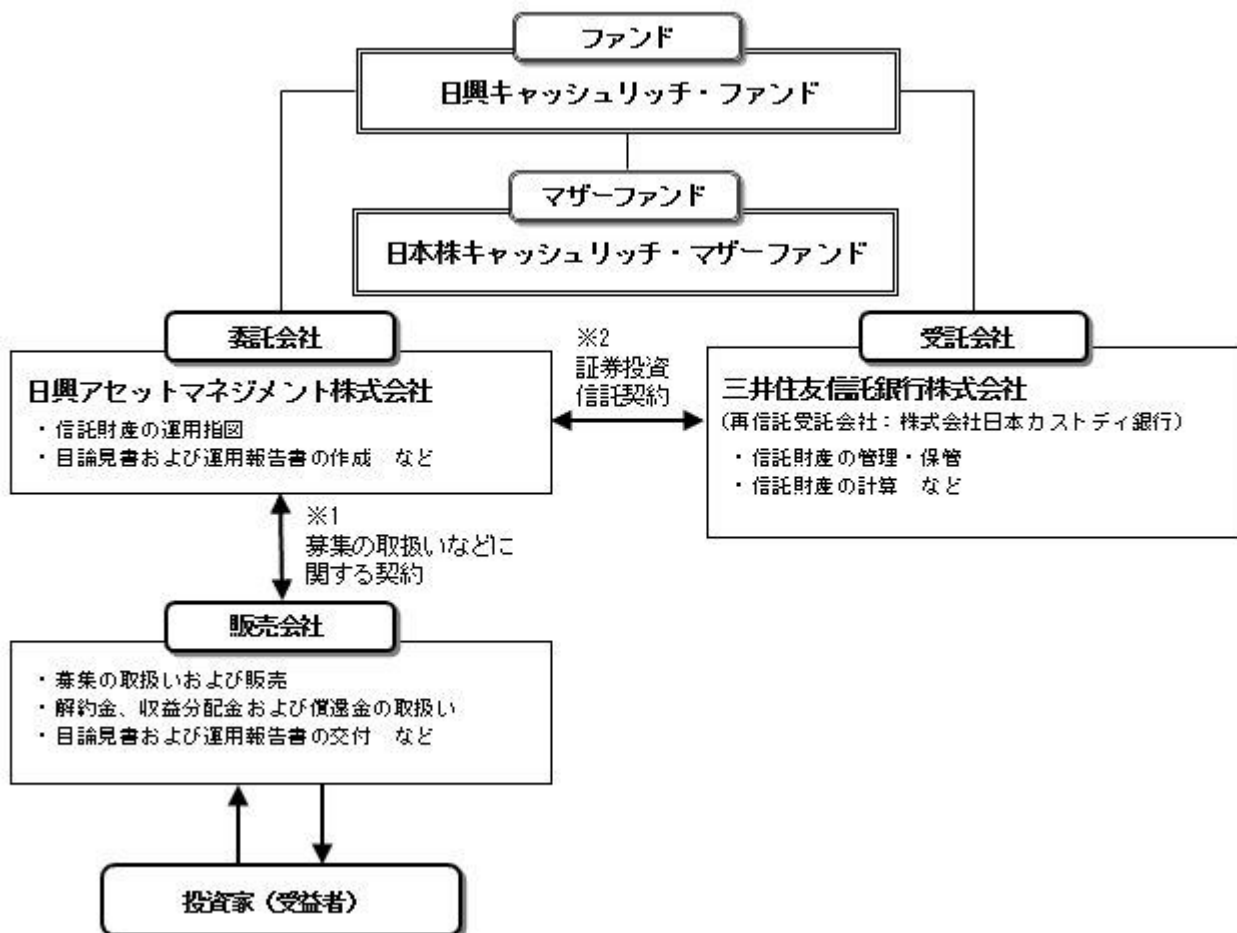 ファンド
日興キャッシュリッチ・ファンド
マザーファンド
日本株キャッシュリッチ・マザーファンド
委託会社
日興アセットマネジメント株式会社
・信託財産の運用指図
・目論見書および運用報告書の作成 など
※2
証券投資
信託契約
受託会社
三井住友信託銀行株式会社
（再信託受託会社：株式会社日本カストディ銀行）
・信託財産の管理・保管
・信託財産の計算 など
※1
募集の取扱いなどに
関する契約
販売会社
・募集の取扱いおよび販売
・解約金、収益分配金および償還金の取扱い
・目論見書および運用報告書の交付 など
投資家（受益者）